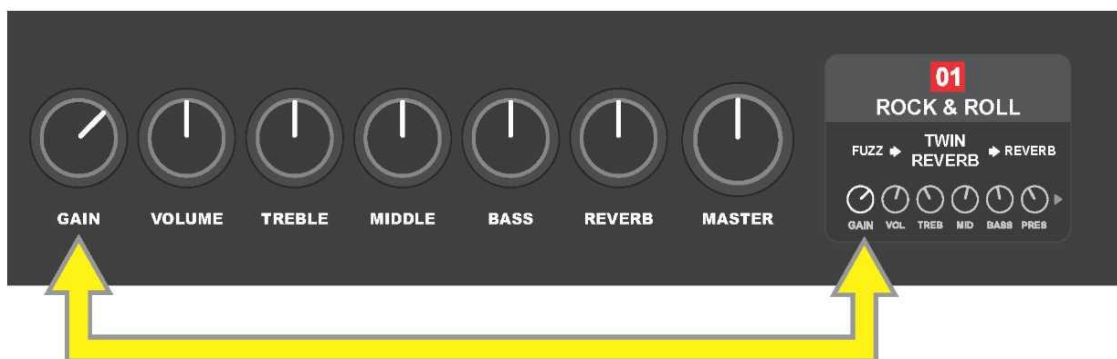 GAIN VOLUME TREBLE MIDDLE BASS REVERB MASTER
01
ROCK & ROLL
FUZZ TWIN REVERB REVERB
GAIN VOL TREB MID BASS PRES